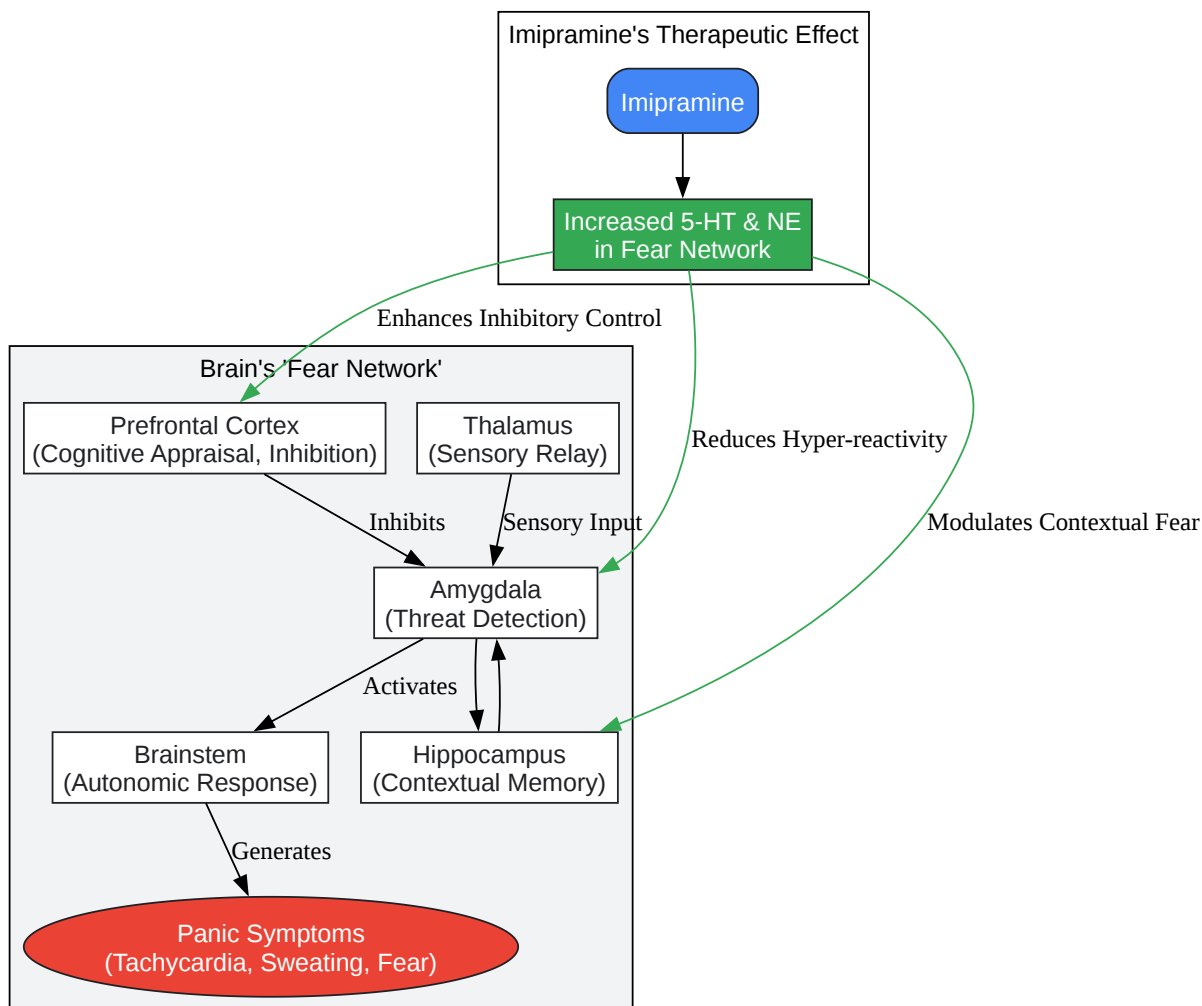 Imipramine's Therapeutic Effect
Imipramine
Increased 5-HT & NE
in Fear Network
Enhances Inhibitory Control
Brain's 'Fear Network'
Prefrontal Cortex
(Cognitive Appraisal, Inhibition)
Thalamus
(Sensory Relay)
Reduces Hyper-reactivity
Inhibits
Sensory Input
Modulates Contextual Fear
Amygdala
(Threat Detection)
Activates
Brainstem
(Autonomic Response)
Hippocampus
(Contextual Memory)
Generates
Panic Symptoms
(Tachycardia, Sweating, Fear)